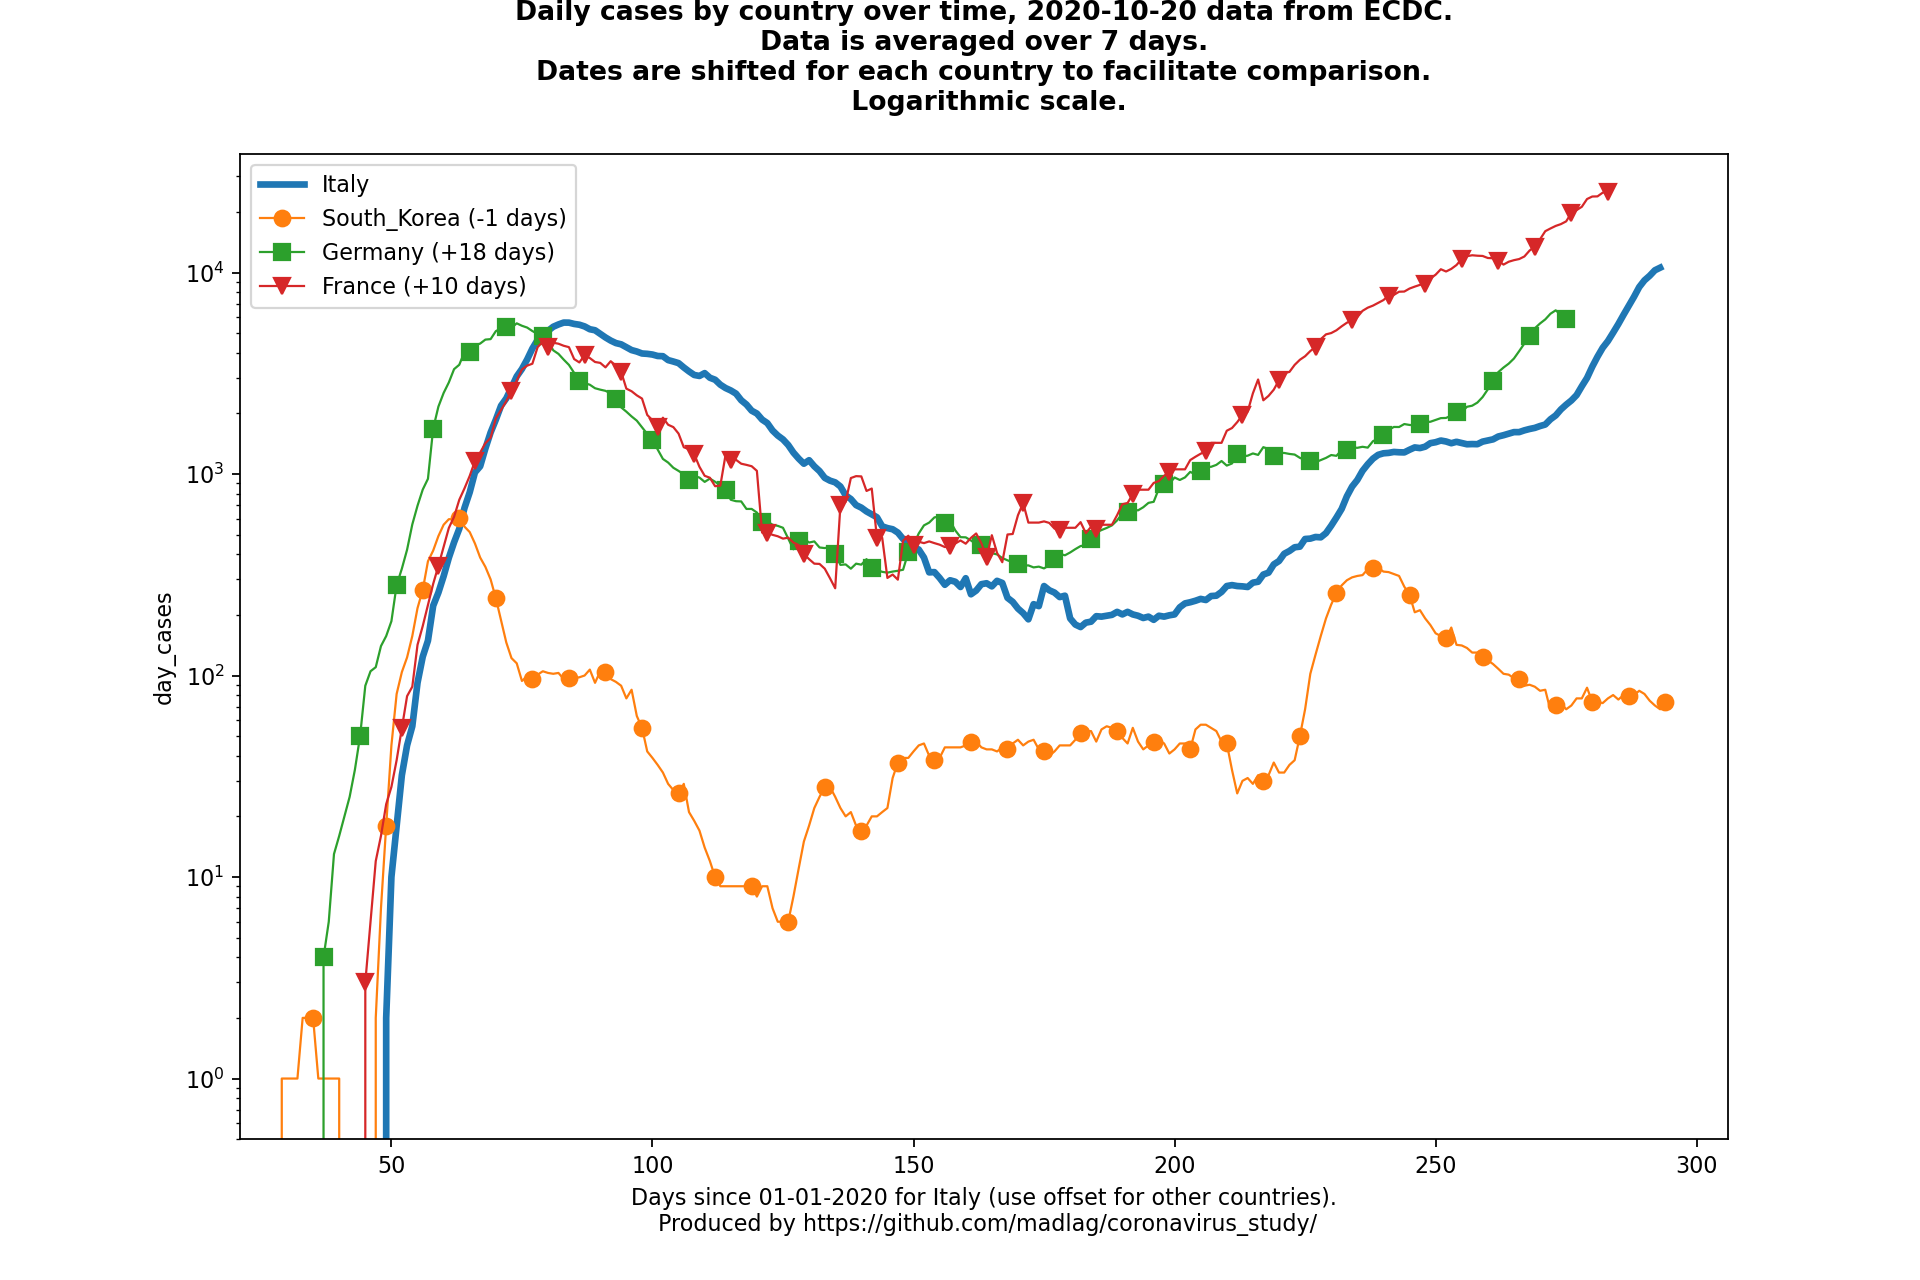 Daily cases by country over time, 2020-10-20 data from ECDC.
Data is averaged over 7 days.
Dates are shifted for each country to facilitate comparison.
Logarithmic scale.
Italy
South_Korea (-1 days)
Germany (+18 days)
France (+10 days)
10⁴
10³
10²
10¹
10⁰
day_cases
50 100 150 200 250 300
Days since 01-01-2020 for Italy (use offset for other countries).
Produced by https://github.com/madlag/coronavirus_study/